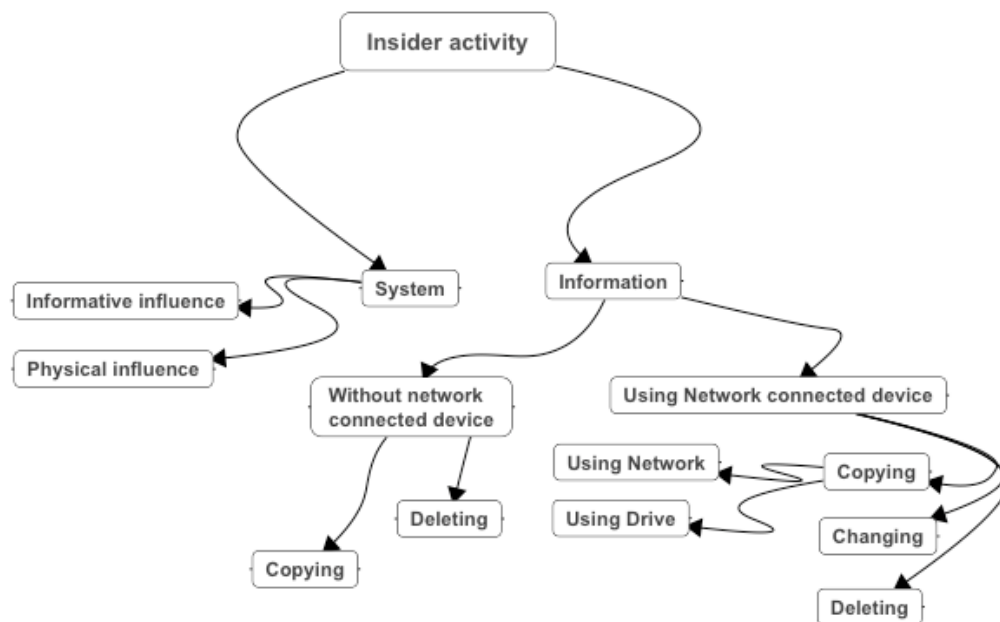 Insider activity
System
Information
Informative influence
Physical influence
Without network
connected device
Using Network connected device
Using Network
Copying
Using Drive
Deleting
Changing
Copying
Deleting